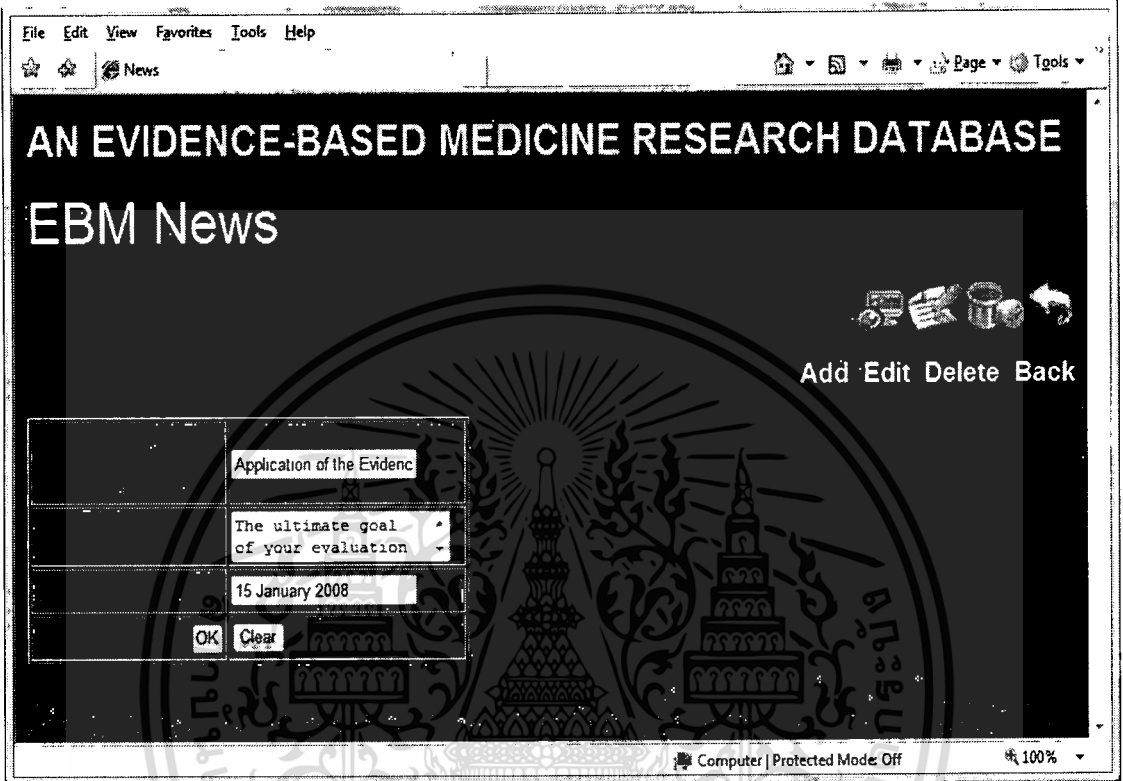 File Edit View Favorites Tools Help
News
Page Tools
AN EVIDENCE-BASED MEDICINE RESEARCH DATABASE
EBM News
Add Edit Delete Back
Application of the Evidenc
The ultimate goal
of your evaluation
15 January 2008
OK Clear
Computer | Protected Mode: Off 100%